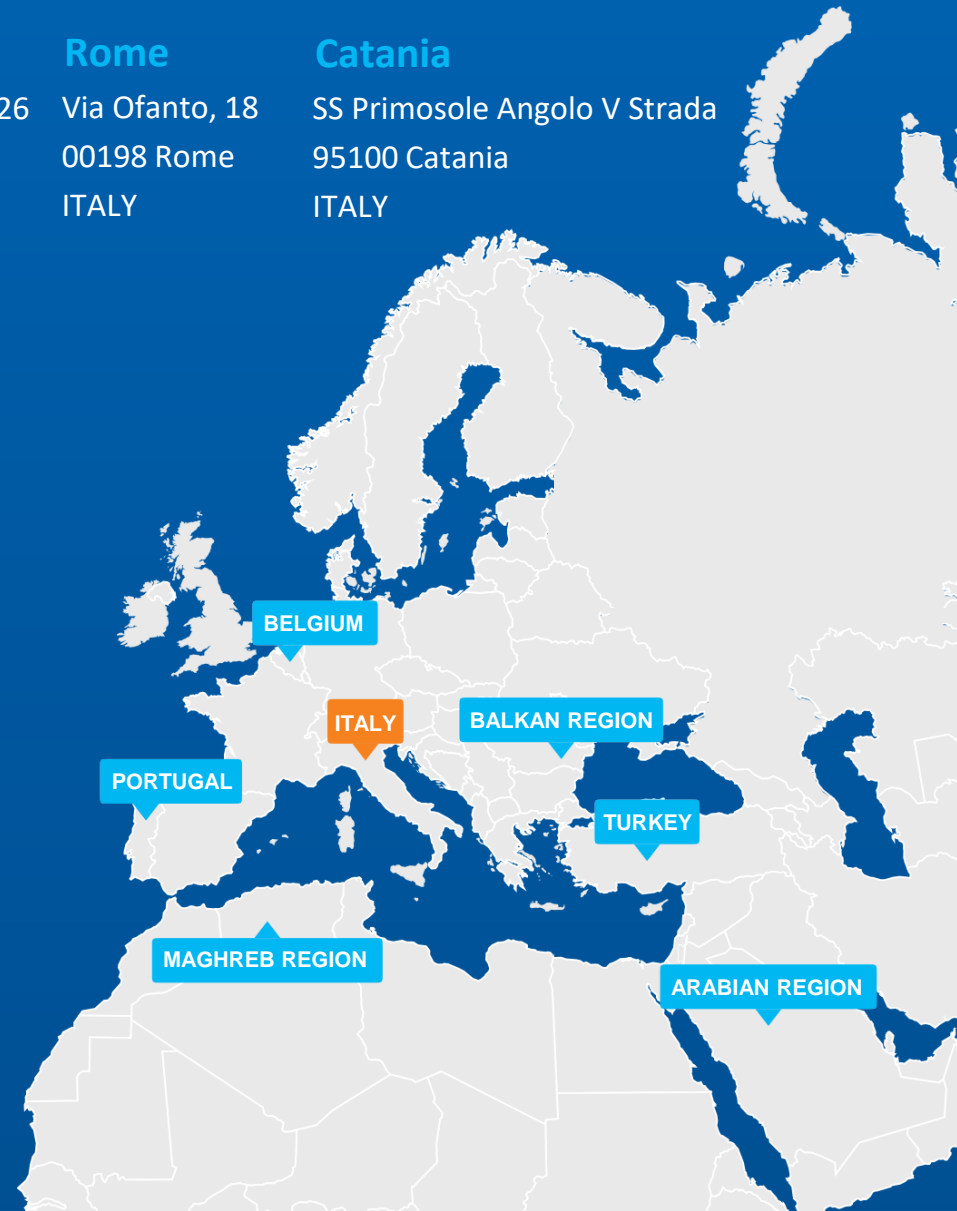 Rome
26 Via Ofanto, 18
00198 Rome
ITALY
Catania
SS Primosole Angolo V Strada
95100 Catania
ITALY
BELGIUM
ITALY
BALKAN REGION
PORTUGAL
TURKEY
MAGHREB REGION
ARABIAN REGION